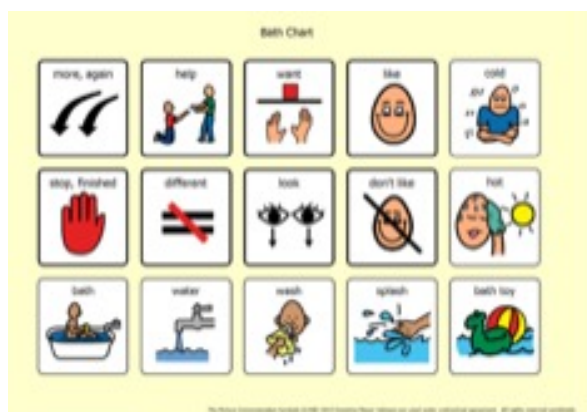 Bath Chart
more, again
help
want
like
cold
stop, finished
different
look
don't like
hot
bath
water
wash
splash
bath toy